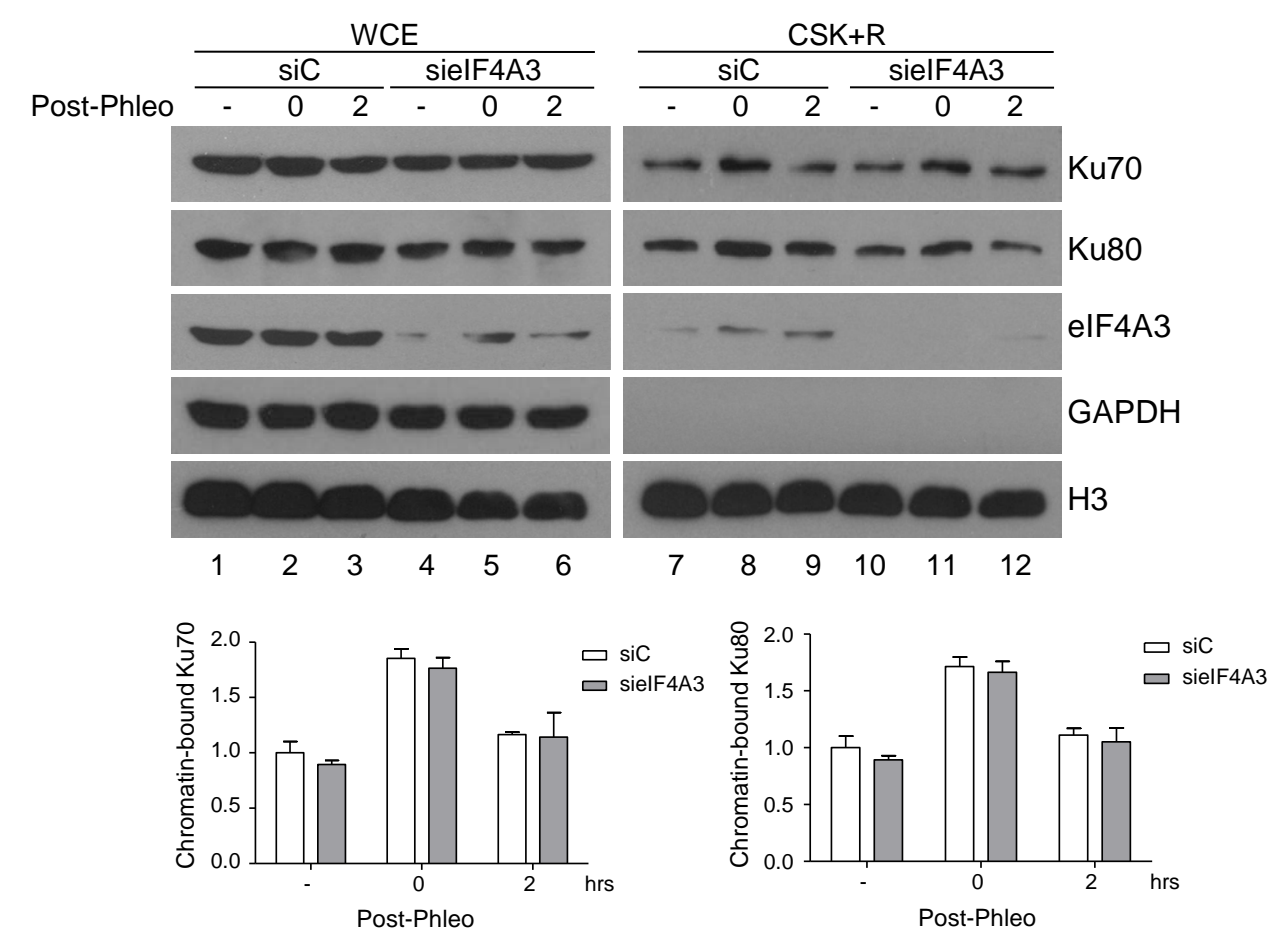 WCE CSK+R
siC sieIF4A3 siC sieIF4A3
Post-Phleo - 0 2 - 0 2 - 0 2 - 0 2
Ku70
Ku80
eIF4A3
GAPDH
H3
1 2 3 4 5 6 7 8 9 10 11 12
Chromatin-bound Ku70
2.0
1.5
1.0
0.5
0.0
- 0 2 hrs
Post-Phleo
siC
sieIF4A3
Chromatin-bound Ku80
2.0
1.5
1.0
0.5
0.0
- 0 2 hrs
Post-Phleo
siC
sieIF4A3